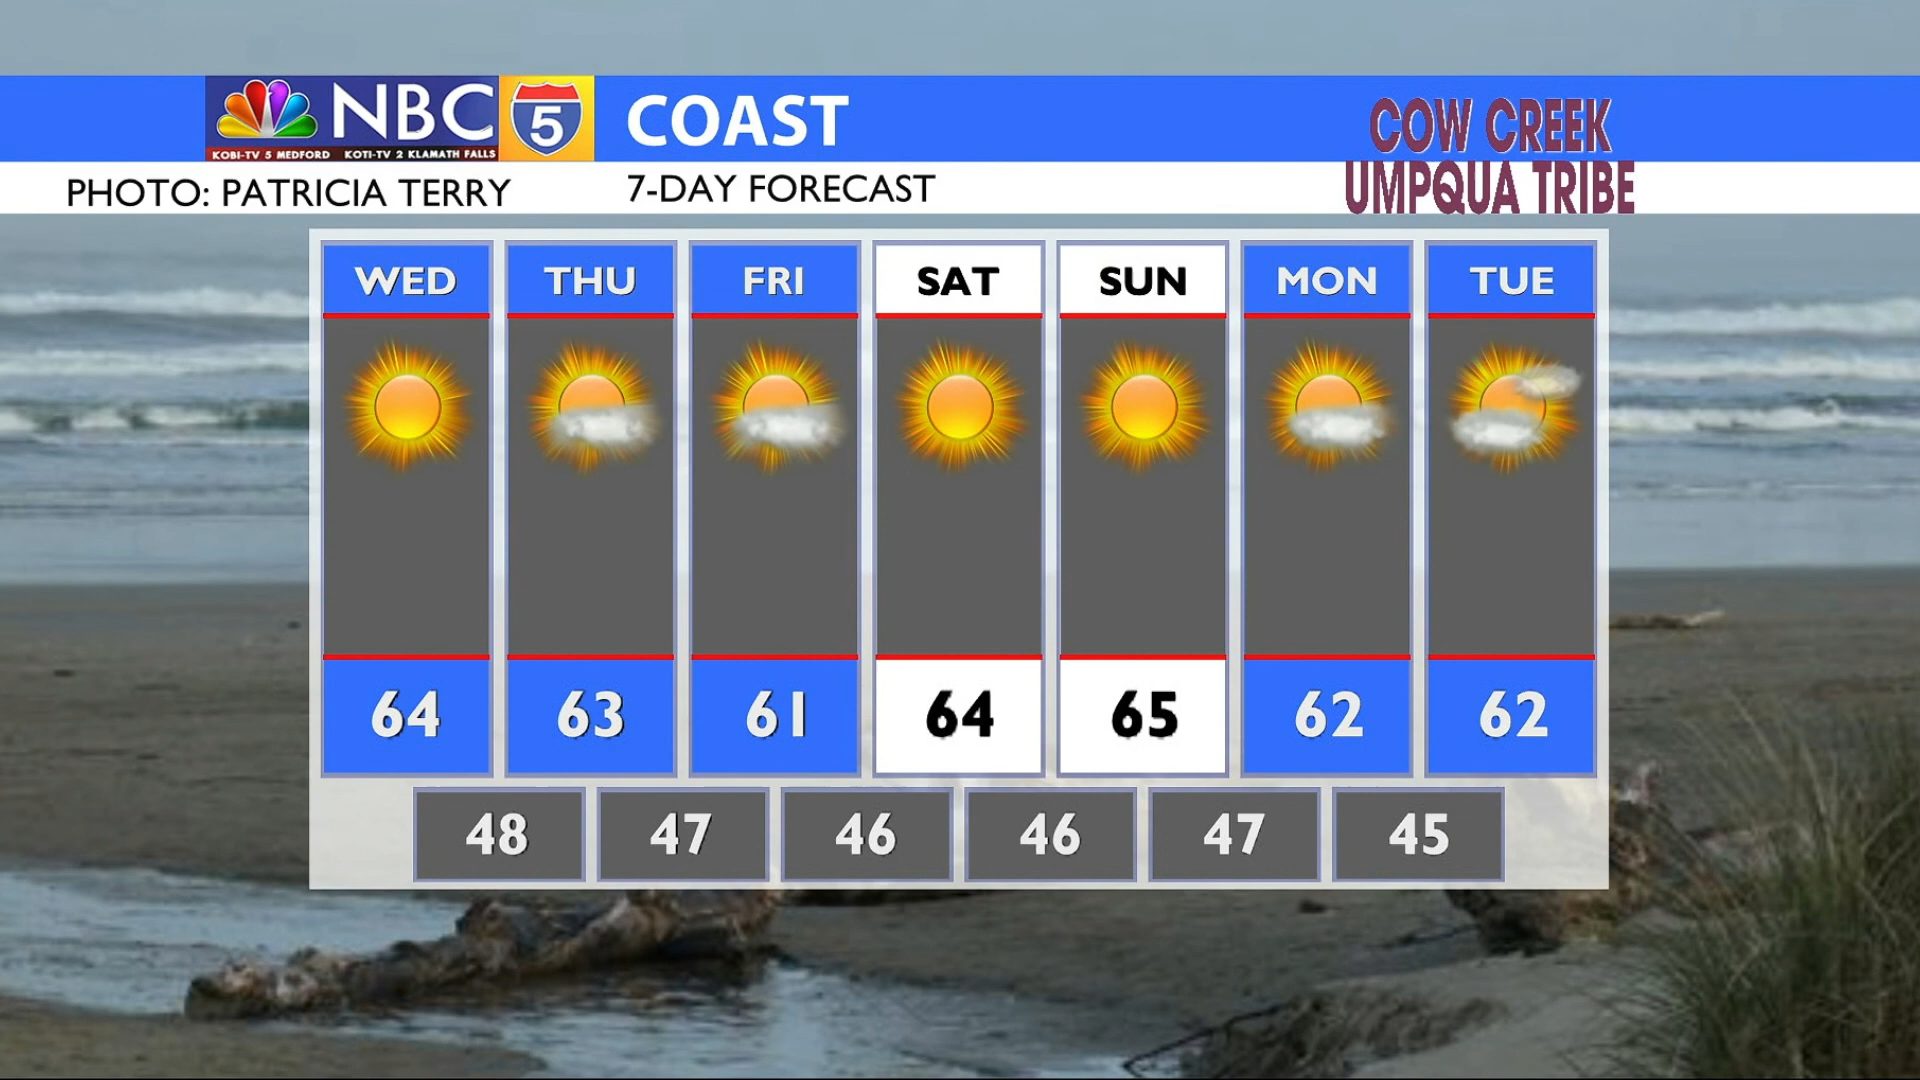 NBC 5
KOBI-TV 5 MEDFORD KOTI-TV 2 KLAMATH FALLS
COAST
COW CREEK
UMPQUA TRIBE
PHOTO: PATRICIA TERRY
7-DAY FORECAST
WED THU FRI SAT SUN MON TUE
64 63 61 64 65 62 62
48 47 46 46 47 45